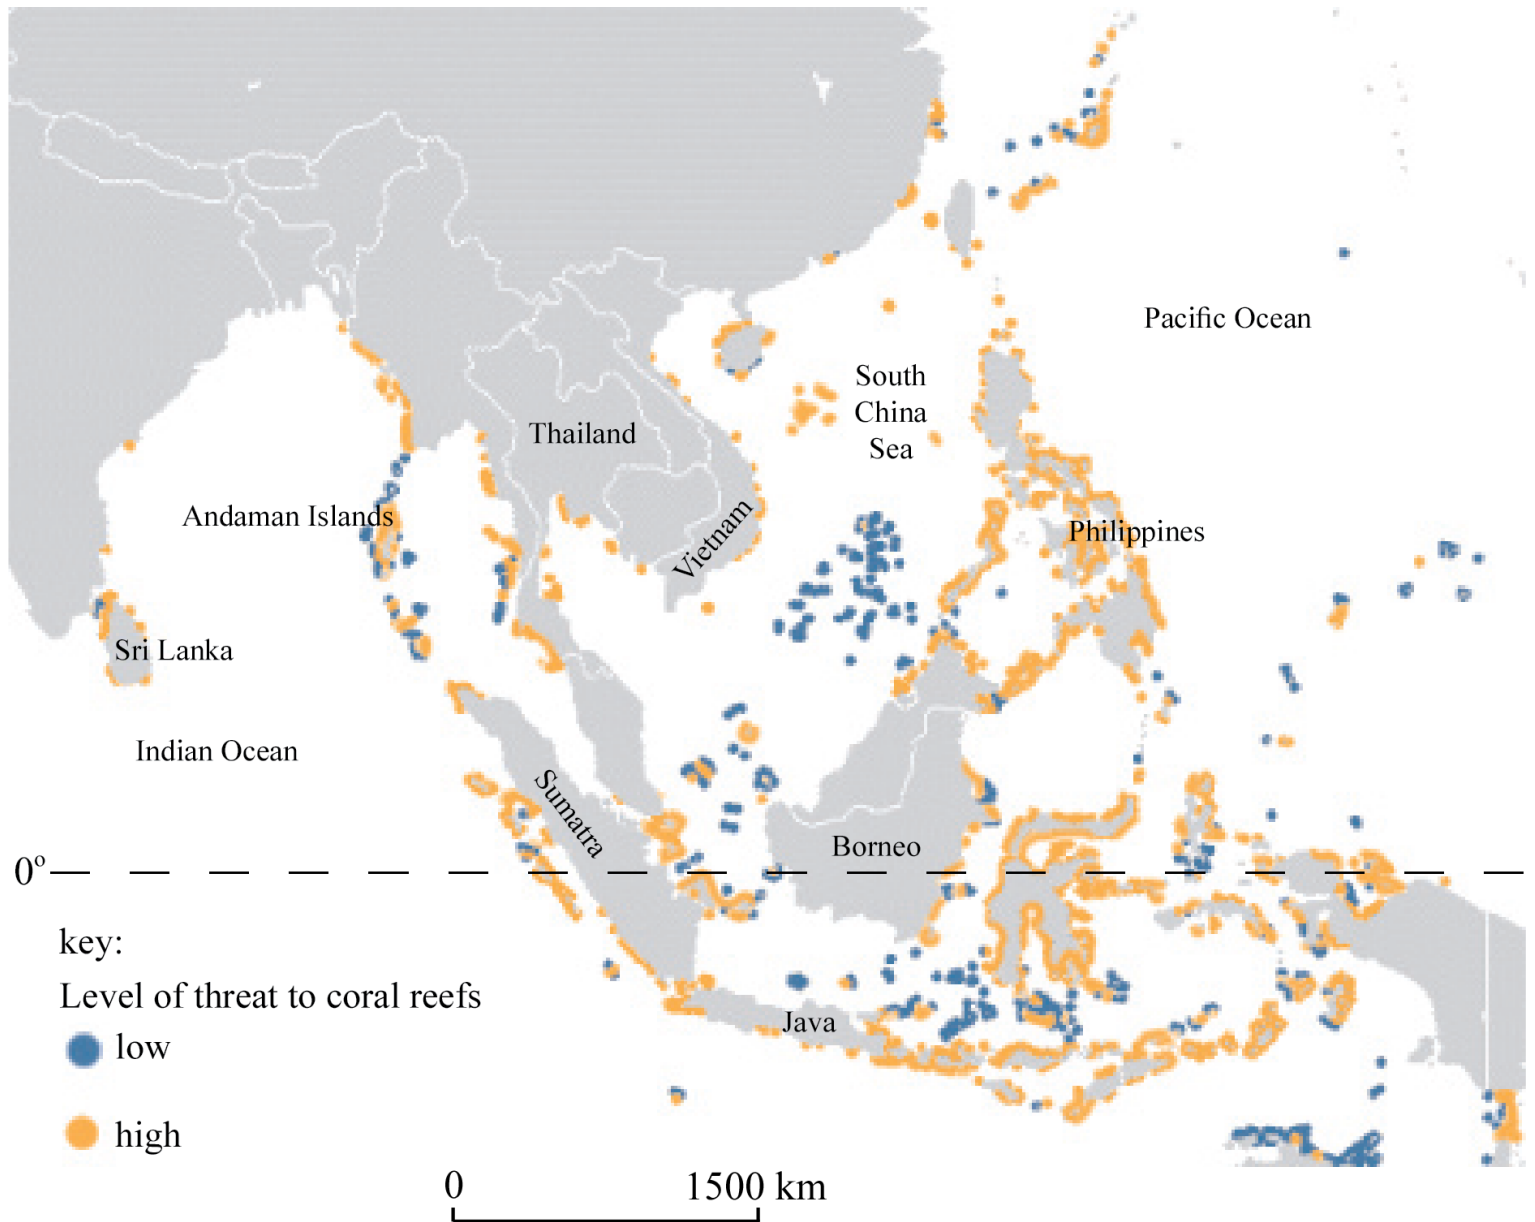 Pacific Ocean
South
China
Sea
Thailand
Andaman Islands
Vietnam
Philippines
Sri Lanka
Indian Ocean
Sumatra
Borneo
0°
key:
Level of threat to coral reefs
low
Java
high
0 1500 km